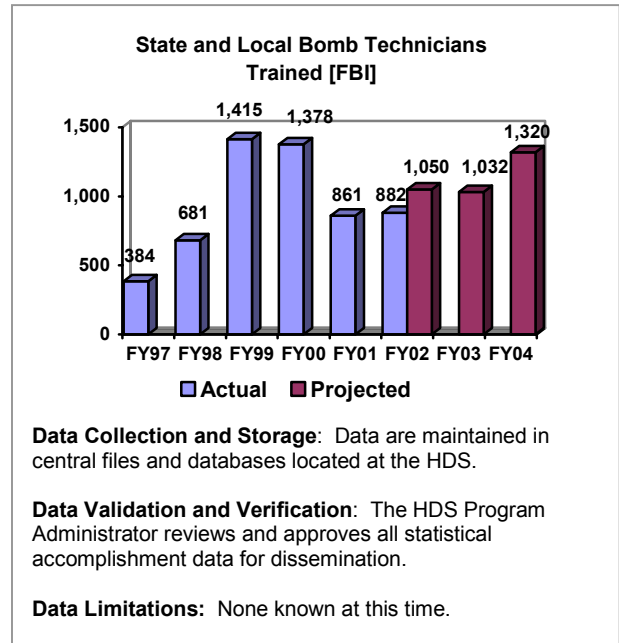 State and Local Bomb Technicians
Trained [FBI]
1,415
1,378
1,320
1,500
1,050
1,032
1,000
861
882
681
384
500
0
FY97 FY98 FY99 FY00 FY01 FY02 FY03 FY04
Actual Projected
Data Collection and Storage: Data are maintained in
central files and databases located at the HDS.
Data Validation and Verification: The HDS Program
Administrator reviews and approves all statistical
accomplishment data for dissemination.
Data Limitations: None known at this time.